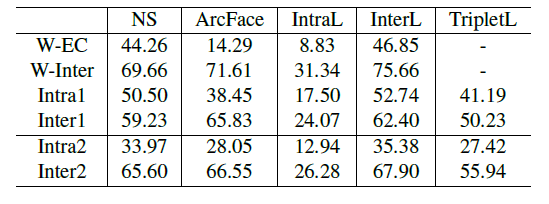 NS ArcFace IntraL InterL TripletL
W-EC 44.26 14.29 8.83 46.85 -
W-Inter 69.66 71.61 31.34 75.66 -
Intra1 50.50 38.45 17.50 52.74 41.19
Inter1 59.23 65.83 24.07 62.40 50.23
Intra2 33.97 28.05 12.94 35.38 27.42
Inter2 65.60 66.55 26.28 67.90 55.94